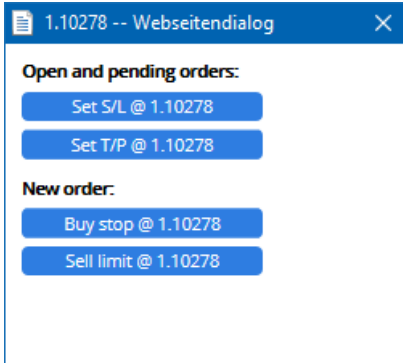 1.10278 -- Webseitendialog
Open and pending orders:
Set S/L @ 1.10278
Set T/P @ 1.10278
New order:
Buy stop @ 1.10278
Sell limit @ 1.10278